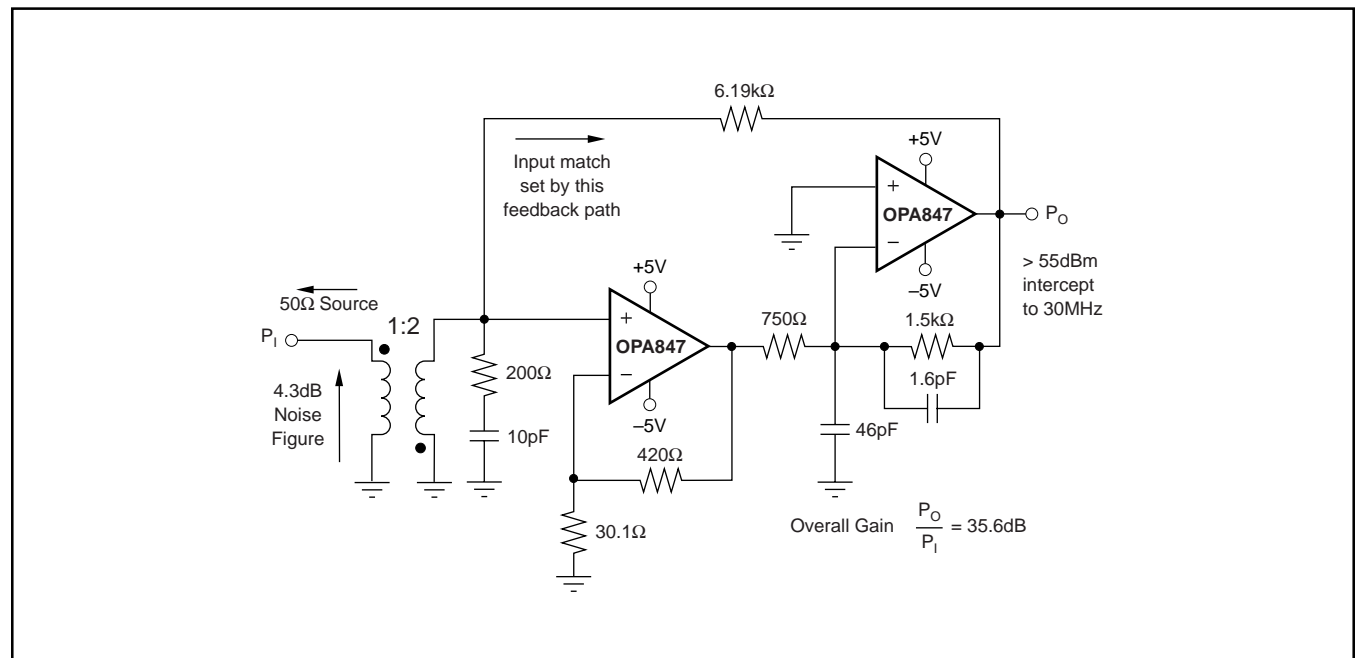 6.19kΩ
Input match
set by this
feedback path
+5V
+
OPA847
−
−5V
P_O
> 55dBm
intercept
to 30MHz
50Ω Source
P_I
1:2
4.3dB
Noise
Figure
200Ω
10pF
+5V
+
OPA847
−
−5V
750Ω
1.5kΩ
1.6pF
46pF
420Ω
30.1Ω
Overall Gain P_O/P_I = 35.6dB